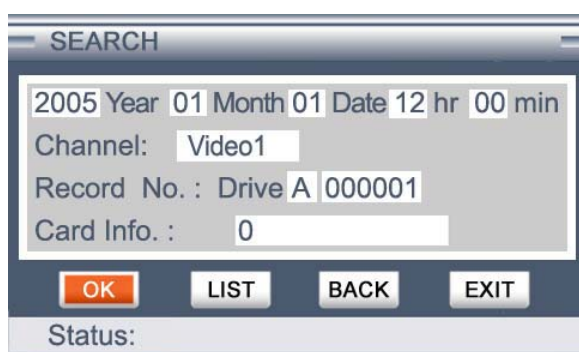 SEARCH
2005 Year 01 Month 01 Date 12 hr 00 min
Channel: Video1
Record No. : Drive A 000001
Card Info. : 0
OK LIST BACK EXIT
Status: